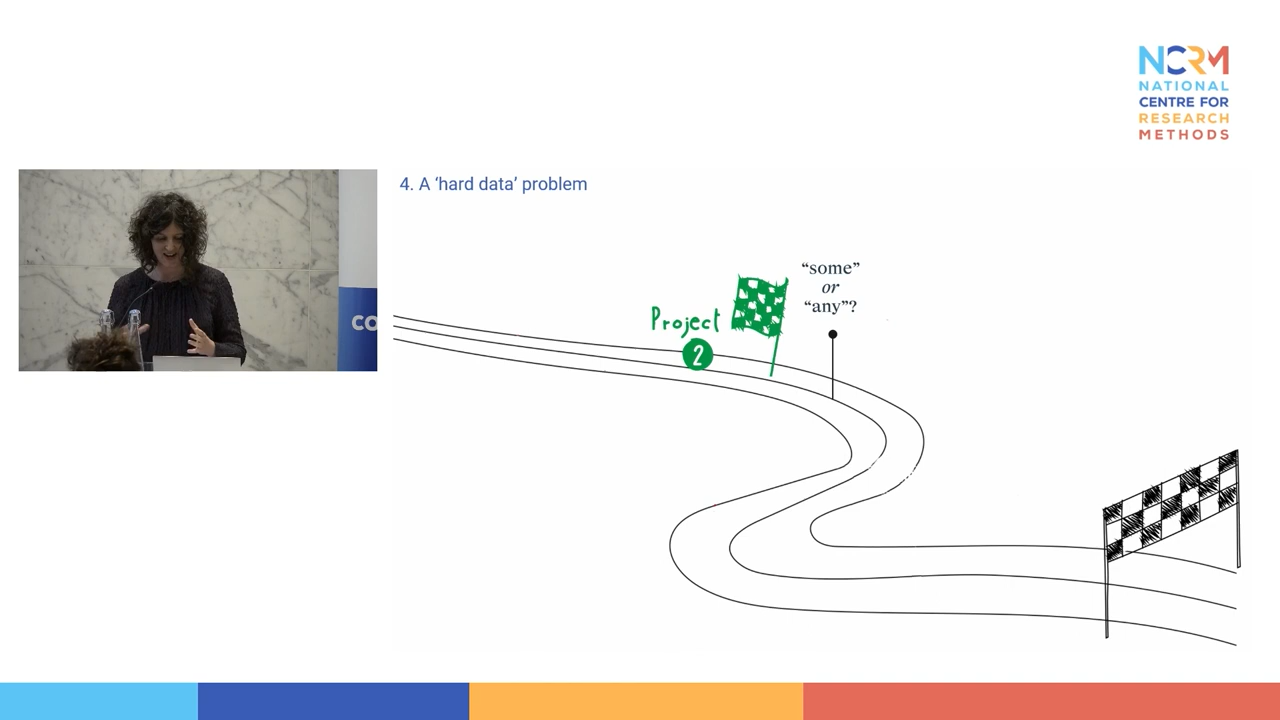 NCRM
NATIONAL
CENTRE FOR
RESEARCH
METHODS
4. A ‘hard data’ problem
“some”
or
“any”?
Project
2
CO